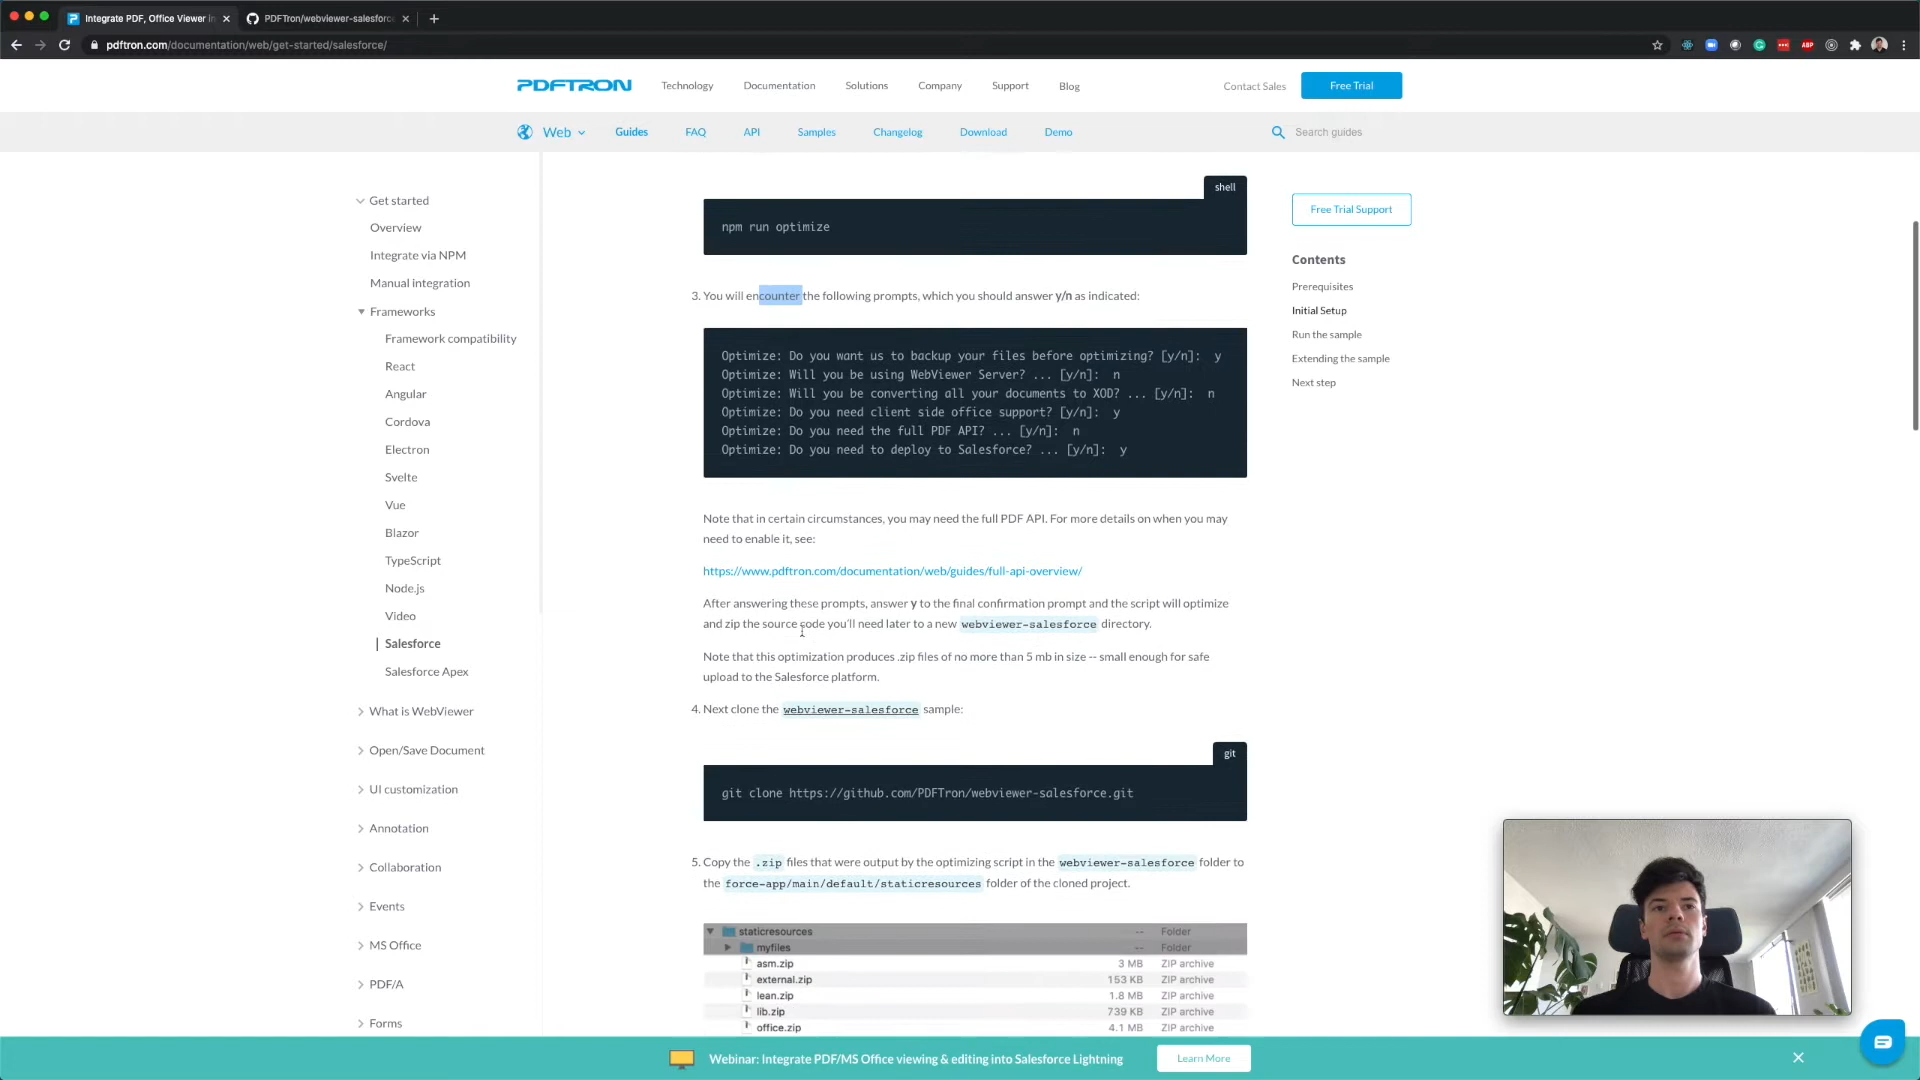 Integrate PDF, Office Viewer in
PDFTron/webviewer-salesforc
pdftron.com/documentation/web/get-started/salesforce/
ABP
PDFTRON
Technology
Documentation
Solutions
Company
Support
Blog
Contact Sales
Free Trial
Web
Guides
FAQ
API
Samples
Changelog
Download
Demo
Search guides
Get started
Overview
Integrate via NPM
Manual integration
Frameworks
Framework compatibility
React
Angular
Cordova
Electron
Svelte
Vue
Blazor
TypeScript
Node.js
Video
Salesforce
Salesforce Apex
What is WebViewer
Open/Save Document
UI customization
Annotation
Collaboration
Events
MS Office
PDF/A
Forms
shell
npm run optimize
3. You will encounter the following prompts, which you should answer y/n as indicated:
Optimize: Do you want us to backup your files before optimizing? [y/n]:  y
Optimize: Will you be using WebViewer Server? ... [y/n]:  n
Optimize: Will you be converting all your documents to XOD? ... [y/n]:  n
Optimize: Do you need client side office support? [y/n]:  y
Optimize: Do you need the full PDF API? ... [y/n]:  n
Optimize: Do you need to deploy to Salesforce? ... [y/n]:  y
Note that in certain circumstances, you may need the full PDF API. For more details on when you may
need to enable it, see:
https://www.pdftron.com/documentation/web/guides/full-api-overview/
After answering these prompts, answer y to the final confirmation prompt and the script will optimize
and zip the source code you'll need later to a new webviewer-salesforce directory.
Note that this optimization produces .zip files of no more than 5 mb in size -- small enough for safe
upload to the Salesforce platform.
4. Next clone the webviewer-salesforce sample:
git
git clone https://github.com/PDFTron/webviewer-salesforce.git
5. Copy the .zip files that were output by the optimizing script in the webviewer-salesforce folder to
the force-app/main/default/staticresources folder of the cloned project.
staticresources -- Folder
myfiles -- Folder
asm.zip 3 MB ZIP archive
external.zip 153 KB ZIP archive
lean.zip 1.8 MB ZIP archive
lib.zip 739 KB ZIP archive
office.zip 4.1 MB ZIP archive
Free Trial Support
Contents
Prerequisites
Initial Setup
Run the sample
Extending the sample
Next step
Webinar: Integrate PDF/MS Office viewing & editing into Salesforce Lightning
Learn More